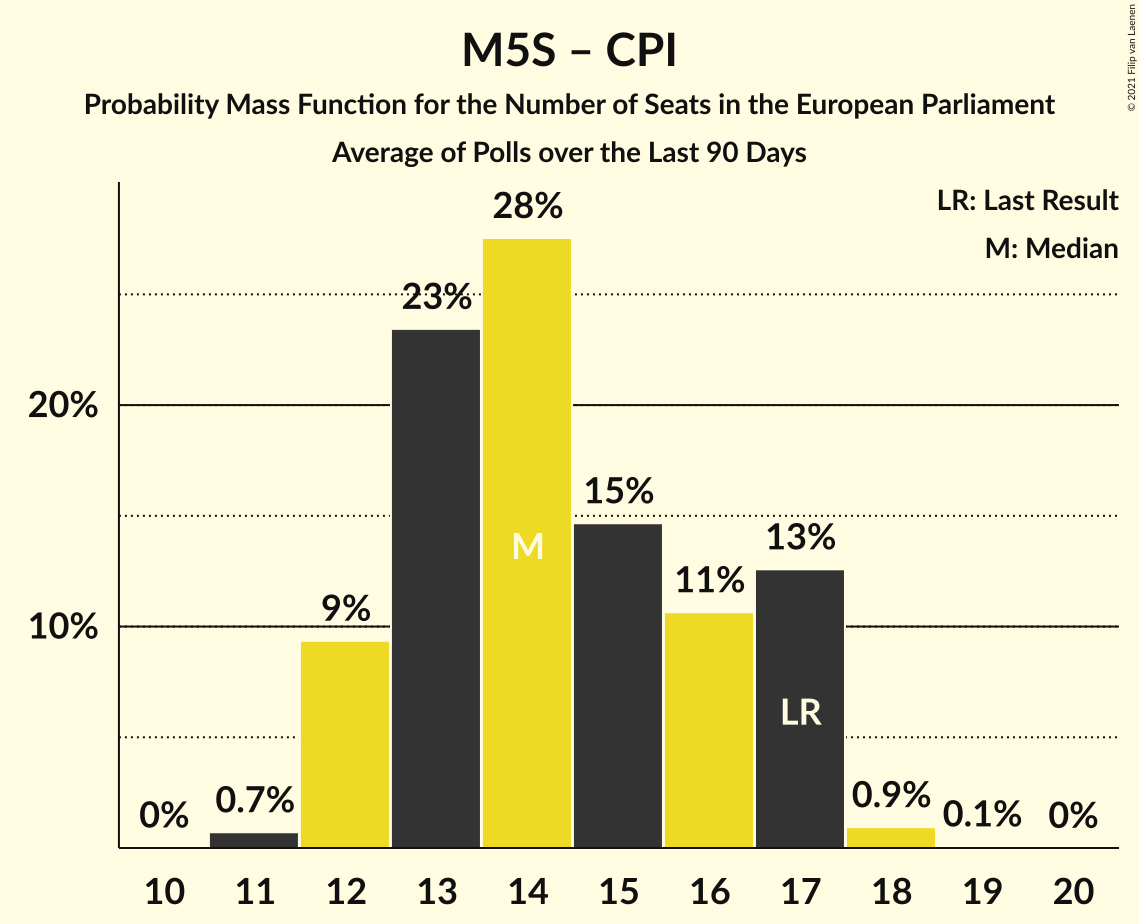 M5S – CPI
Probability Mass Function for the Number of Seats in the European Parliament
Average of Polls over the Last 90 Days
© 2021 Filip van Laenen
LR: Last Result
M: Median
28%
23%
20%
15%
M
13%
11%
9%
10%
LR
0%
0.7%
0.9%
0.1%
0%
10 11 12 13 14 15 16 17 18 19 20